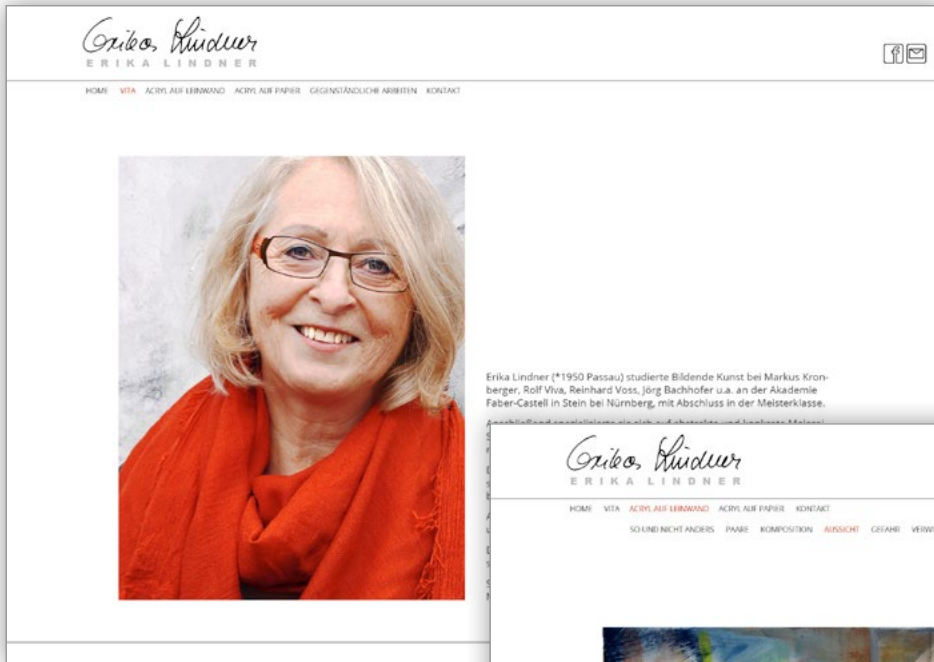 Erika Lindner
ERIKA LINDNER
HOME VITA ACRYL AUF LEINWAND ACRYL AUF PAPIER GEGENSTÄNDLICHE ARBEITEN KONTAKT
Erika Lindner (*1950 Passau) studierte Bildende Kunst bei Markus Kron-
berger, Rolf Viva, Reinhard Voss, Jörg Bachhofer u.a. an der Akademie
Faber-Castell in Stein bei Nürnberg, mit Abschluss in der Meisterklasse.
Erika Lindner
ERIKA LINDNER
HOME VITA ACRYL AUF LEINWAND ACRYL AUF PAPIER KONTAKT
SO UND NICHT ANDERS PAARE KOMPOSITION AUSSICHT GEFAHR